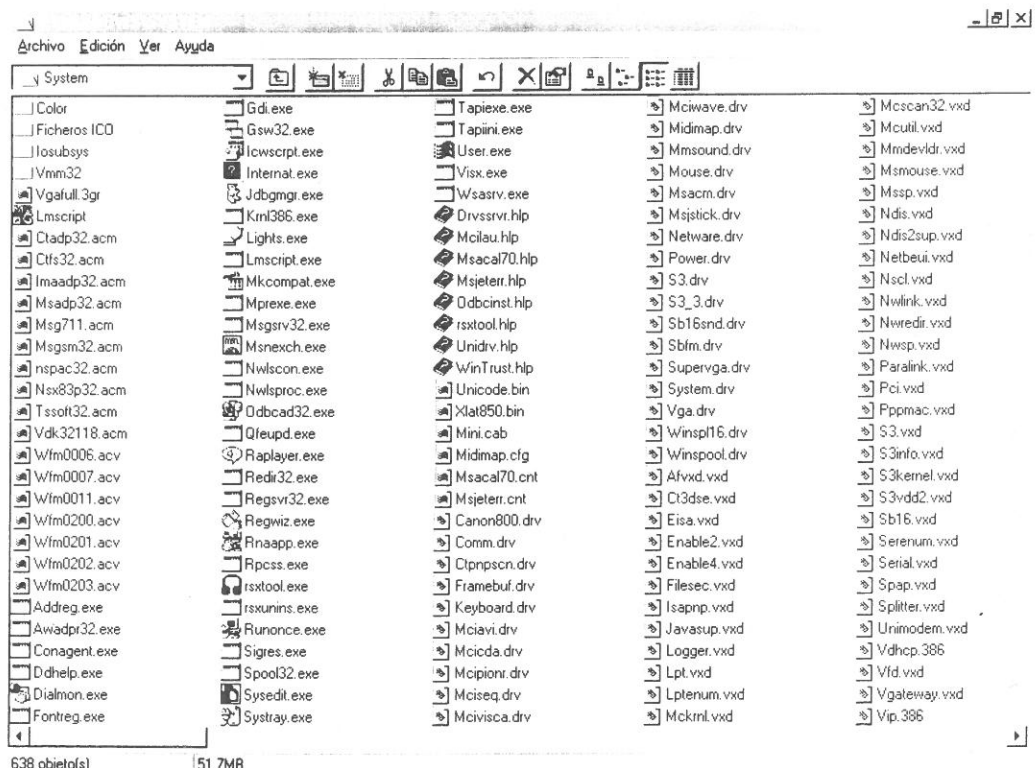 Archivo Edición Ver Ayuda
System
Color
Ficheros ICO
Iosubsys
Vmm32
Vgafull.3gr
Lmscript
Ctadp32.acm
Ctfs32.acm
Imaadp32.acm
Msadp32.acm
Msg711.acm
Msgsm32.acm
nspac32.acm
Nsx83p32.acm
Tssoft32.acm
Vdk32118.acm
Wfm0006.acv
Wfm0007.acv
Wfm0011.acv
Wfm0200.acv
Wfm0201.acv
Wfm0202.acv
Wfm0203.acv
Addreg.exe
Awadpr32.exe
Conagent.exe
Ddhelp.exe
Dialmon.exe
Fontreg.exe
Gdi.exe
Gsw32.exe
Icwscrpt.exe
Internat.exe
Jdbgmgr.exe
Krnl386.exe
Lights.exe
Lmscript.exe
Mkcompat.exe
Mprexe.exe
Msgsrv32.exe
Msnexch.exe
Nwlscon.exe
Nwlsproc.exe
Odbcad32.exe
Qfeupd.exe
Raplayer.exe
Redir32.exe
Regsvr32.exe
Regwiz.exe
Rnaapp.exe
Rpcss.exe
rsxtool.exe
rsxunins.exe
Runonce.exe
Sigres.exe
Spool32.exe
Sysedit.exe
Systray.exe
Tapiexe.exe
Tapiini.exe
User.exe
Visx.exe
Wsasrv.exe
Drvssrvr.hlp
Mcilau.hlp
Msacal70.hlp
Msjeterr.hlp
Odbcinst.hlp
rsxtool.hlp
Unidrv.hlp
WinTrust.hlp
Unicode.bin
Xlat850.bin
Mini.cab
Midimap.cfg
Msacal70.cnt
Msjeterr.cnt
Canon800.drv
Comm.drv
Ctpnpscn.drv
Framebuf.drv
Keyboard.drv
Mciavi.drv
Mcicda.drv
Mcipionr.drv
Mciseq.drv
Mcivisca.drv
Mciwave.drv
Midimap.drv
Mmsound.drv
Mouse.drv
Msacm.drv
Msjstick.drv
Netware.drv
Power.drv
S3.drv
S3_3.drv
Sb16snd.drv
Sbfm.drv
Supervga.drv
System.drv
Vga.drv
Winspl16.drv
Winspool.drv
Afvxd.vxd
Ct3dse.vxd
Eisa.vxd
Enable2.vxd
Enable4.vxd
Filesec.vxd
Isapnp.vxd
Javasup.vxd
Logger.vxd
Lpt.vxd
Lptenum.vxd
Mckrnl.vxd
Mcscan32.vxd
Mcutil.vxd
Mmdevldr.vxd
Msmouse.vxd
Mssp.vxd
Ndis.vxd
Ndis2sup.vxd
Netbeui.vxd
Nscl.vxd
Nwlink.vxd
Nwredir.vxd
Nwsp.vxd
Paralink.vxd
Pci.vxd
Pppmac.vxd
S3.vxd
S3info.vxd
S3kernel.vxd
S3vdd2.vxd
Sb16.vxd
Serenum.vxd
Serial.vxd
Spap.vxd
Splitter.vxd
Unimodem.vxd
Vdhcp.386
Vfd.vxd
Vgateway.vxd
Vip.386
638 objeto(s) 51,7MB